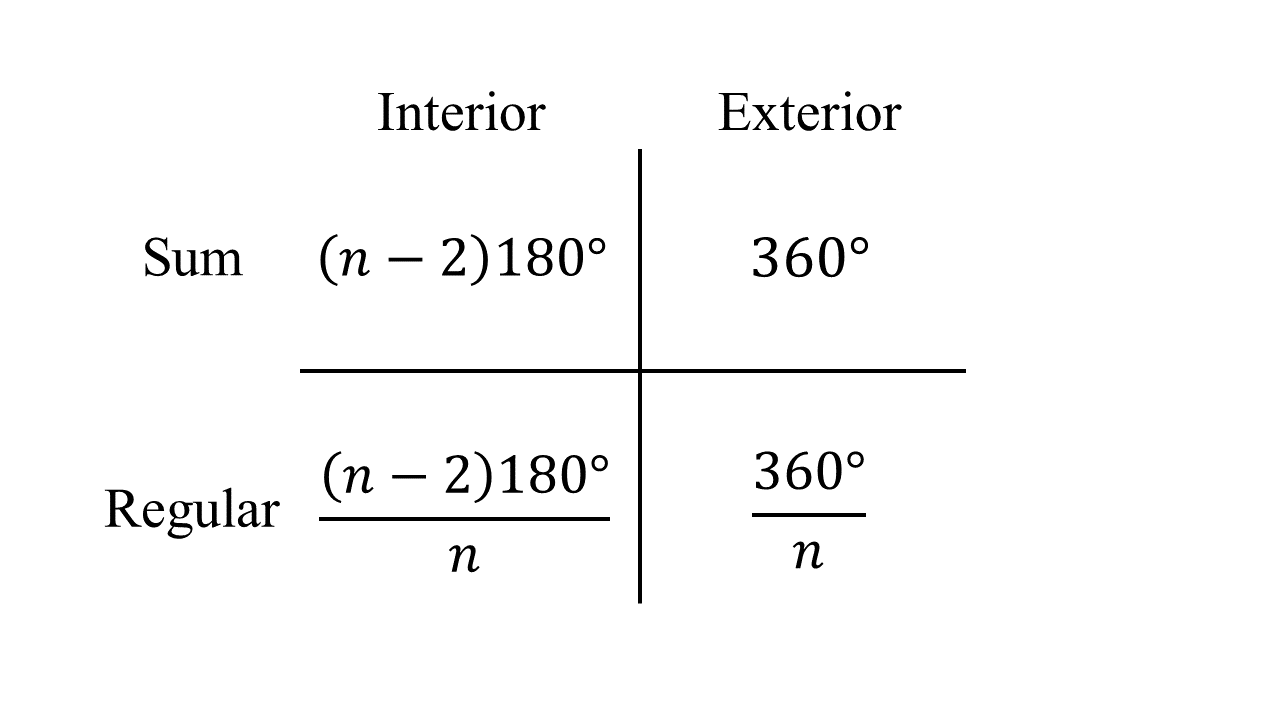 Interior Exterior
Sum (𝑛 − 2)180° 360°
Regular (𝑛 − 2)180°/𝑛 360°/𝑛